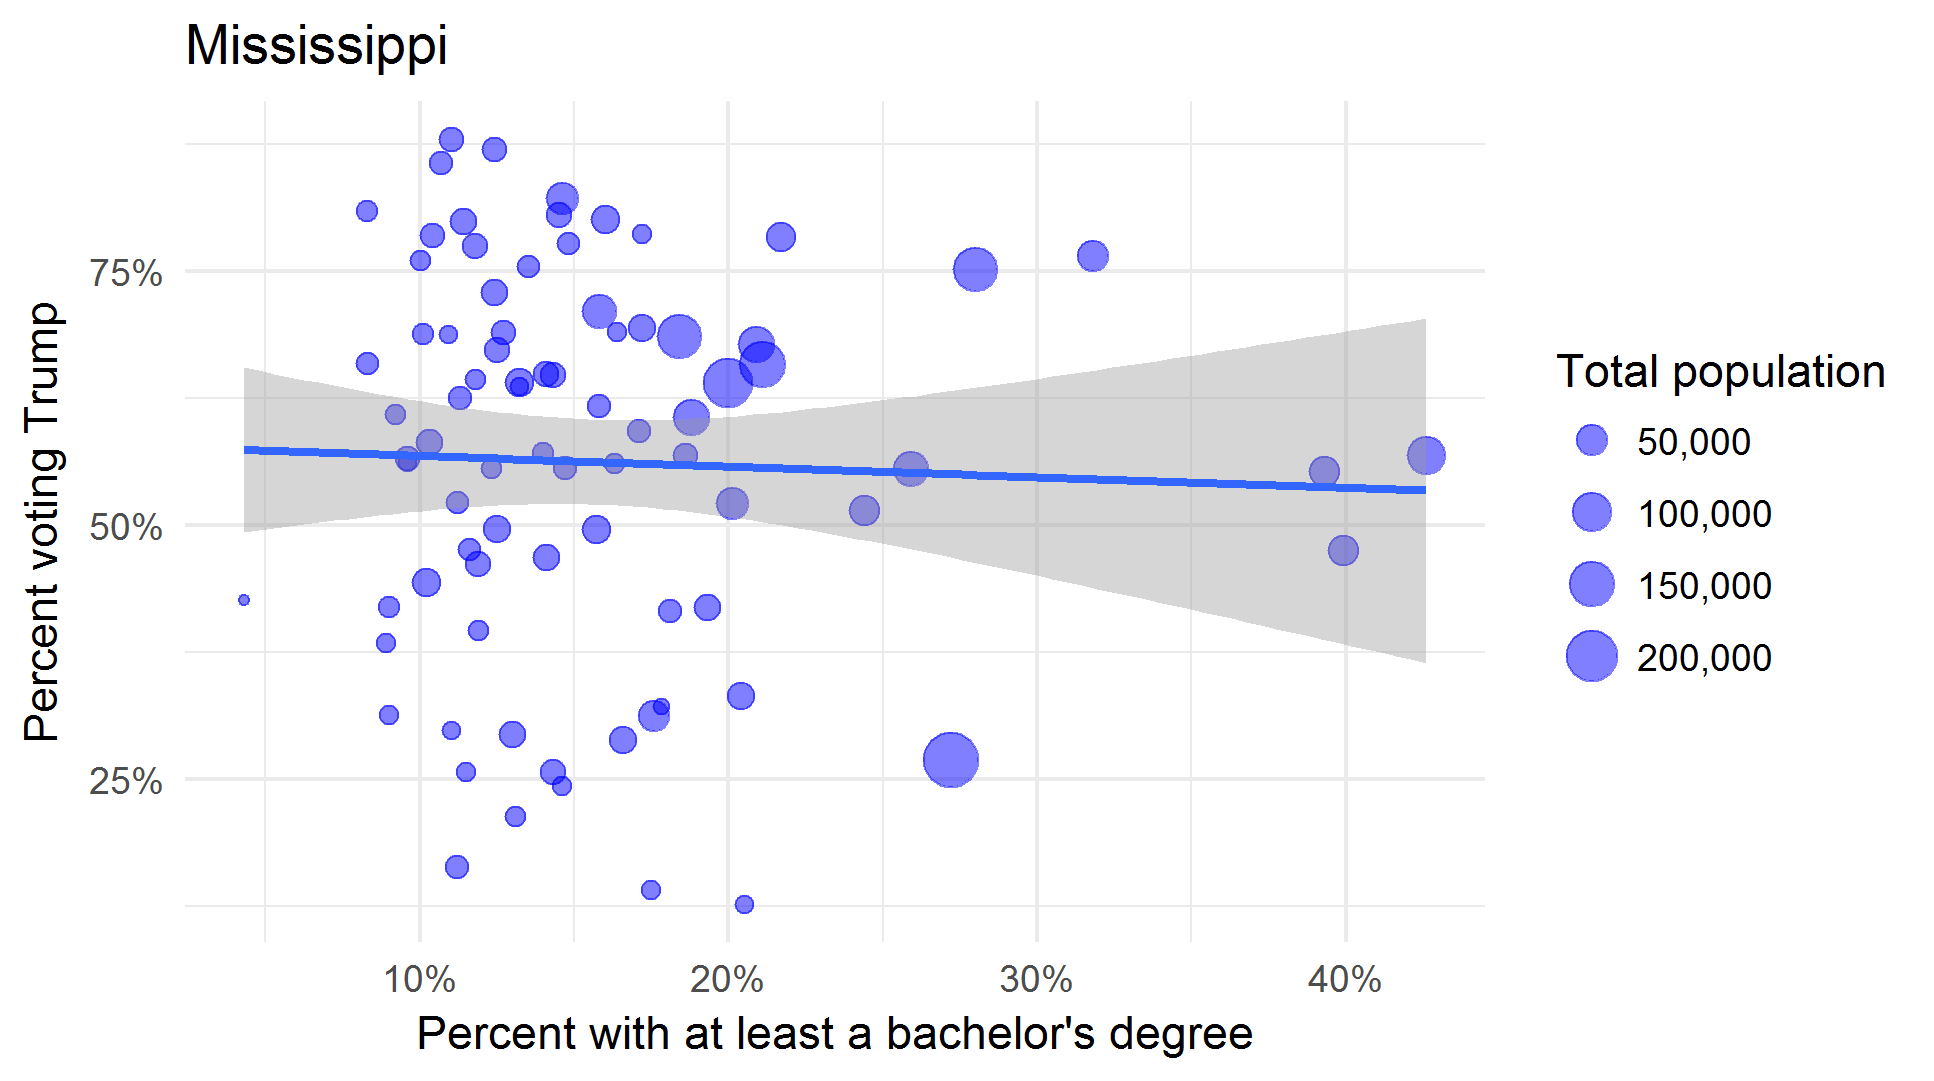 Mississippi
Percent voting Trump
75%
50%
25%
10%
20%
30%
40%
Percent with at least a bachelor's degree
Total population
50,000
100,000
150,000
200,000